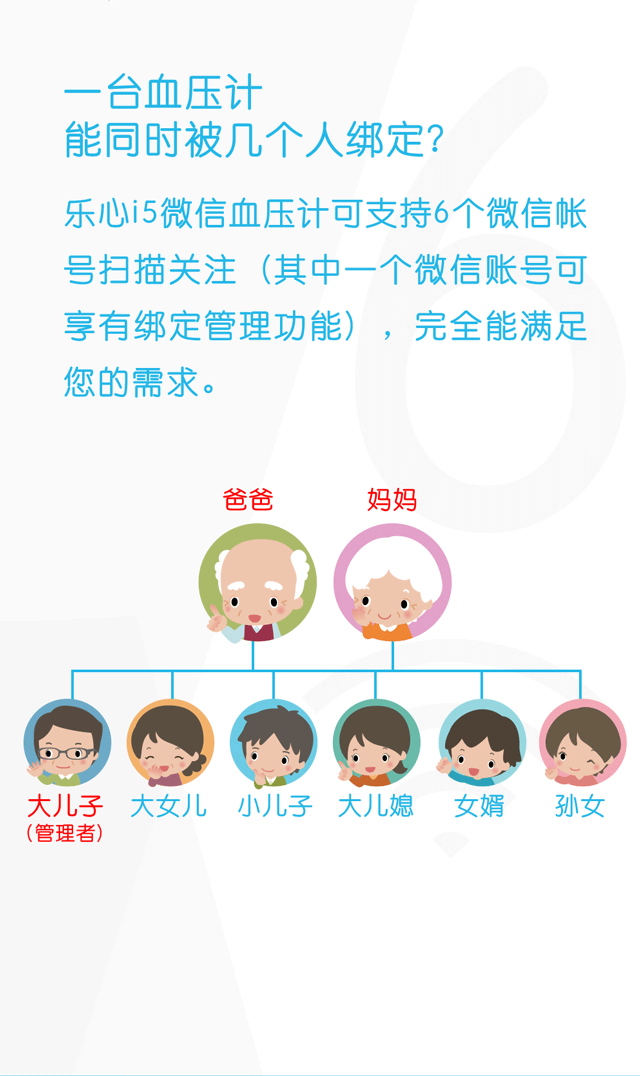 一台血压计
能同时被几个人绑定？
乐心i5微信血压计可支持6个微信帐
号扫描关注（其中一个微信账号可
享有绑定管理功能），完全能满足
您的需求。
爸爸 妈妈
大儿子 大女儿 小儿子 大儿媳 女婿 孙女
（管理者）